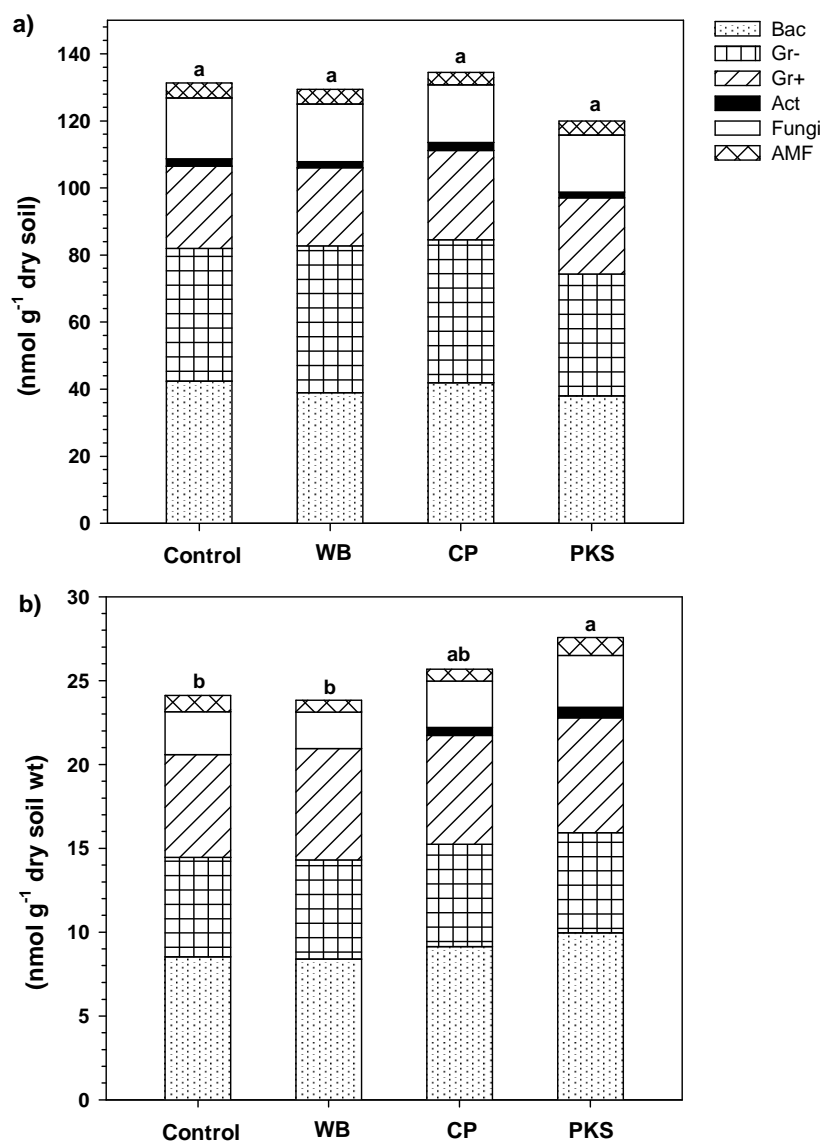 a)
(nmol g⁻¹ dry soil)
140
120
100
80
60
40
20
0
a
a
a
a
Control
WB
CP
PKS
Bac
Gr-
Gr+
Act
Fungi
AMF
b)
(nmol g⁻¹ dry soil wt)
30
25
20
15
10
5
0
b
b
ab
a
Control
WB
CP
PKS